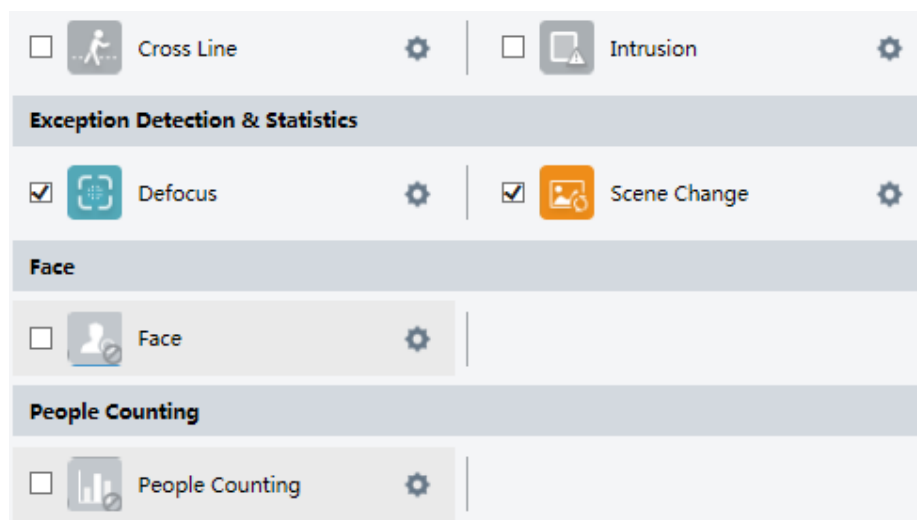 Cross Line Intrusion
Exception Detection & Statistics
Defocus Scene Change
Face
Face
People Counting
People Counting